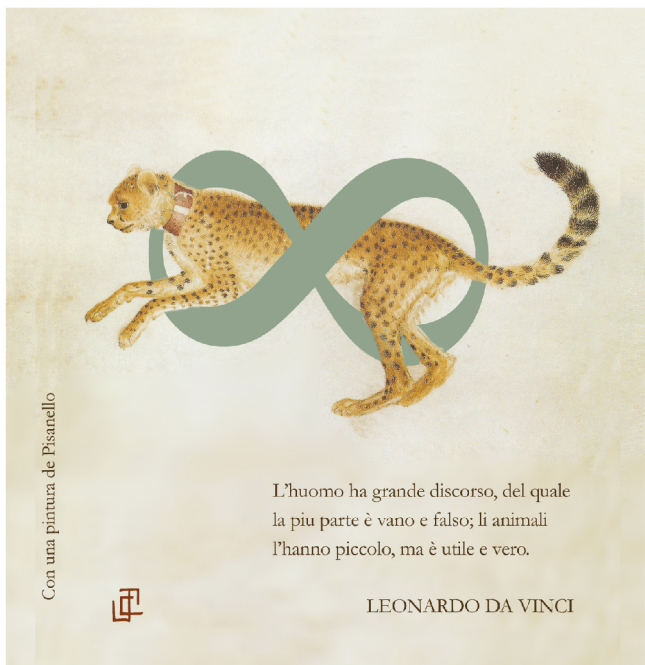 L'huomo ha grande discorso, del quale
la piu parte è vano e falso; li animali
l'hanno piccolo, ma è utile e vero.
LEONARDO DA VINCI
Con una pintura de Pisanello